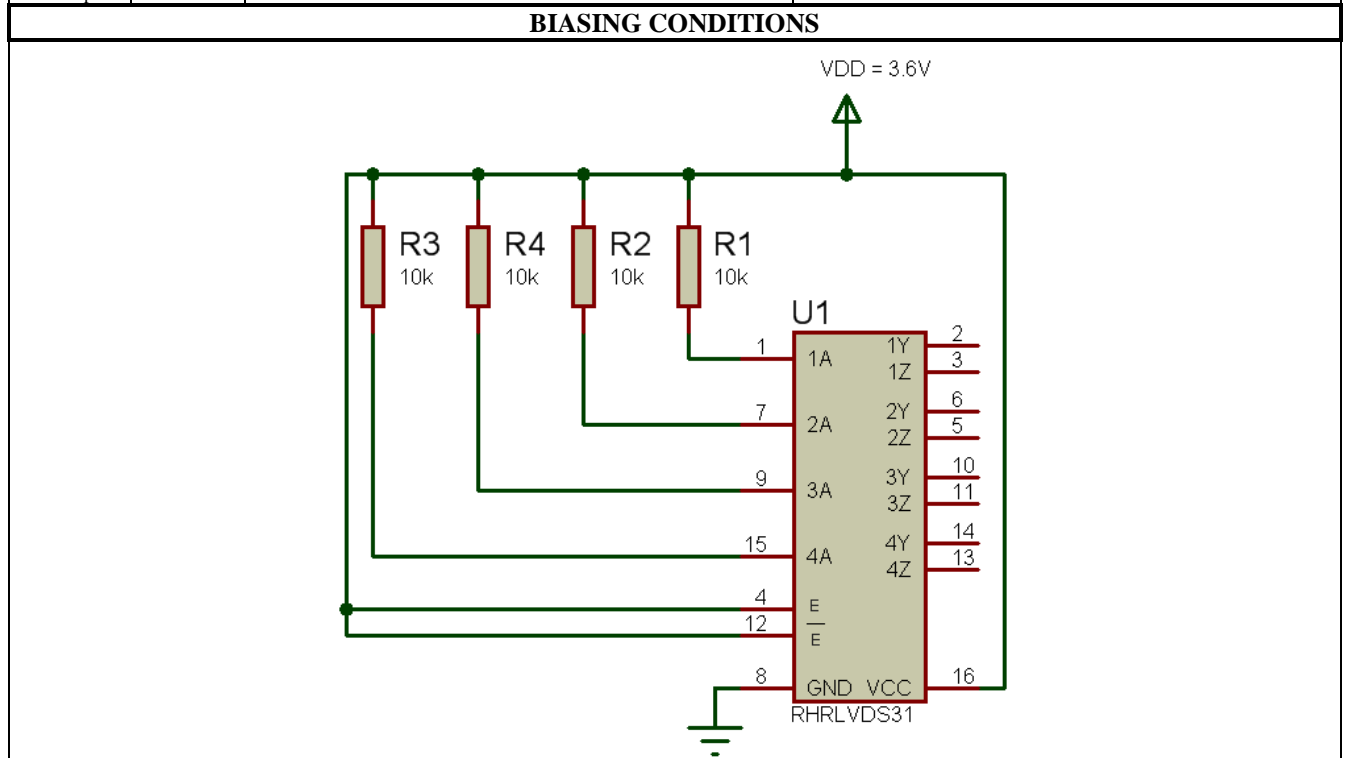 BIASING CONDITIONS
VDD = 3.6V
R3
10k
R4
10k
R2
10k
R1
10k
U1
1
1A
1Y
2
1Z
3
7
2A
2Y
6
2Z
5
9
3A
3Y
10
3Z
11
15
4A
4Y
14
4Z
13
4
E
12
E
8
GND
VCC
16
RHRLVDS31